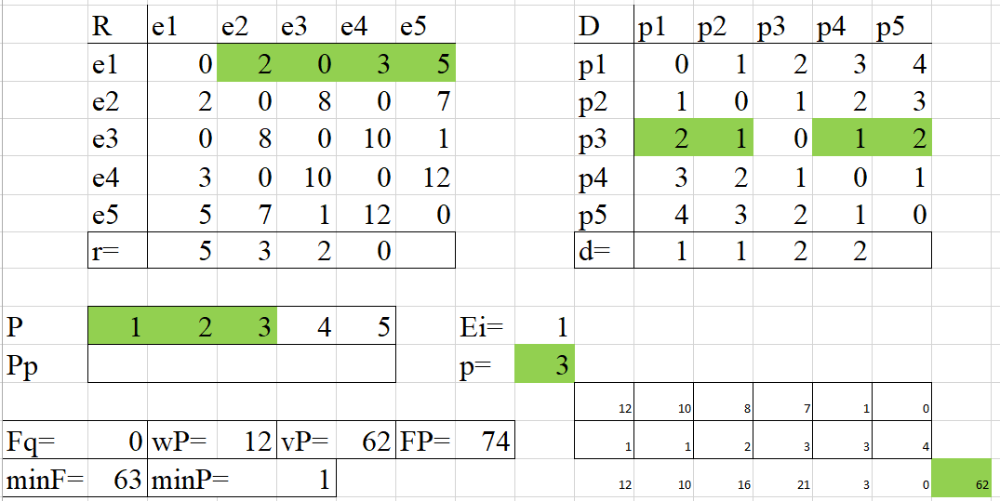 R e1 e2 e3 e4 e5 D p1 p2 p3 p4 p5
e1 0 2 0 3 5 p1 0 1 2 3 4
e2 2 0 8 0 7 p2 1 0 1 2 3
e3 0 8 0 10 1 p3 2 1 0 1 2
e4 3 0 10 0 12 p4 3 2 1 0 1
e5 5 7 1 12 0 p5 4 3 2 1 0
r= 5 3 2 0 d= 1 1 2 2
P 1 2 3 4 5 Ei= 1
Pp p= 3
12 10 8 7 1 0
Fq= 0 wP= 12 vP= 62 FP= 74 1 1 2 3 3 4
minF= 63 minP= 1 12 10 16 21 3 0 62